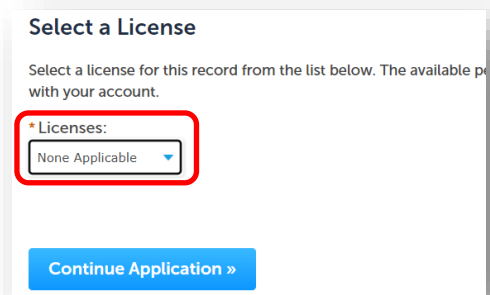 Select a License
Select a license for this record from the list below. The available
with your account.
* Licenses:
None Applicable
Continue Application »